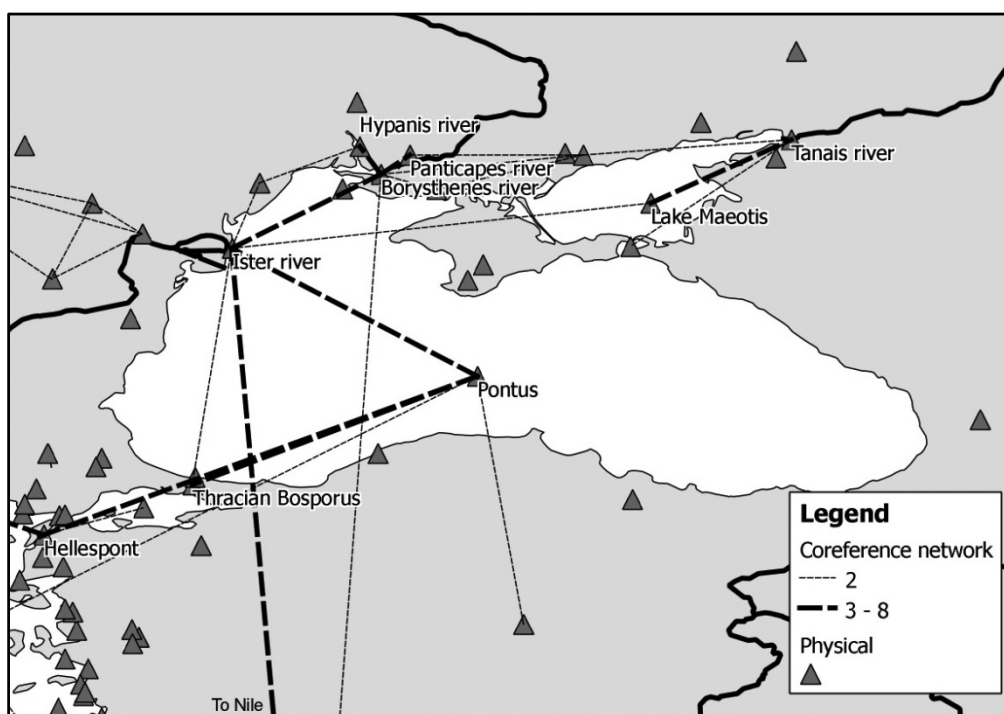 Hypanis river
Panticapes river
Borysthenes river
Tanais river
Lake Maeotis
Ister river
Pontus
Thracian Bosporus
Hellespont
To Nile
Legend
Coreference network
2
3 - 8
Physical